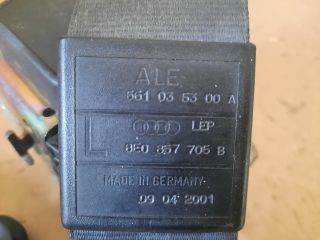 ALE
561 03 53 00 A
L LEP
8E0 857 705 B
MADE IN GERMANY
09 04 2001